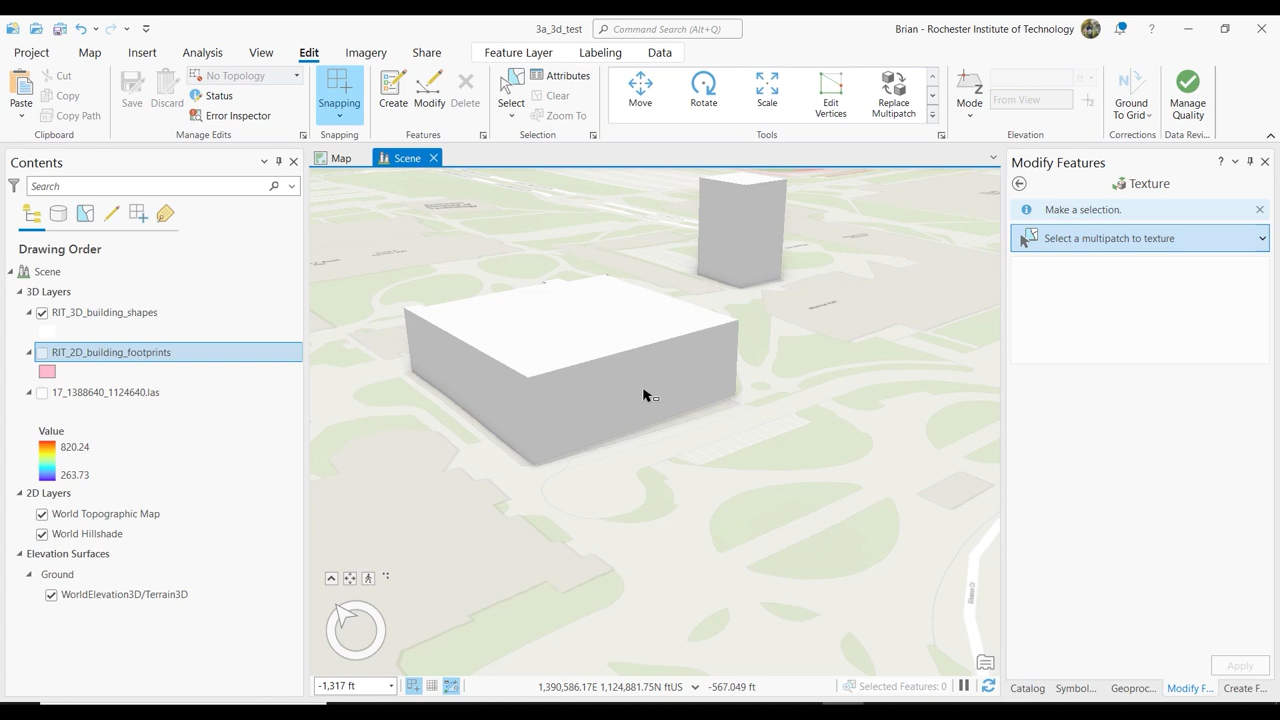 3a_3d_test
Command Search (Alt+Q)
Brian - Rochester Institute of Technology
?
Project
Map
Insert
Analysis
View
Edit
Imagery
Share
Feature Layer
Labeling
Data
Paste
Cut
Copy
Copy Path
Clipboard
Save
Discard
No Topology
Status
Error Inspector
Manage Edits
Snapping
Snapping
Create
Modify
Delete
Features
Select
Attributes
Clear
Zoom To
Selection
Move
Rotate
Scale
Edit
Vertices
Replace
Multipatch
Tools
Mode
ft
From View
Elevation
Ground
To Grid
Corrections
Manage
Quality
Data Revi...
Contents
Search
Drawing Order
Scene
3D Layers
RIT_3D_building_shapes
RIT_2D_building_footprints
17_1388640_1124640.las
Value
820.24
263.73
2D Layers
World Topographic Map
World Hillshade
Elevation Surfaces
Ground
WorldElevation3D/Terrain3D
Map
Scene
-1,317 ft
1,390,586.17E 1,124,881.75N ftUS
-567.049 ft
Selected Features: 0
Modify Features
?
Texture
Make a selection.
Select a multipatch to texture
Apply
Catalog
Symbol...
Geoproc...
Modify F...
Create F...